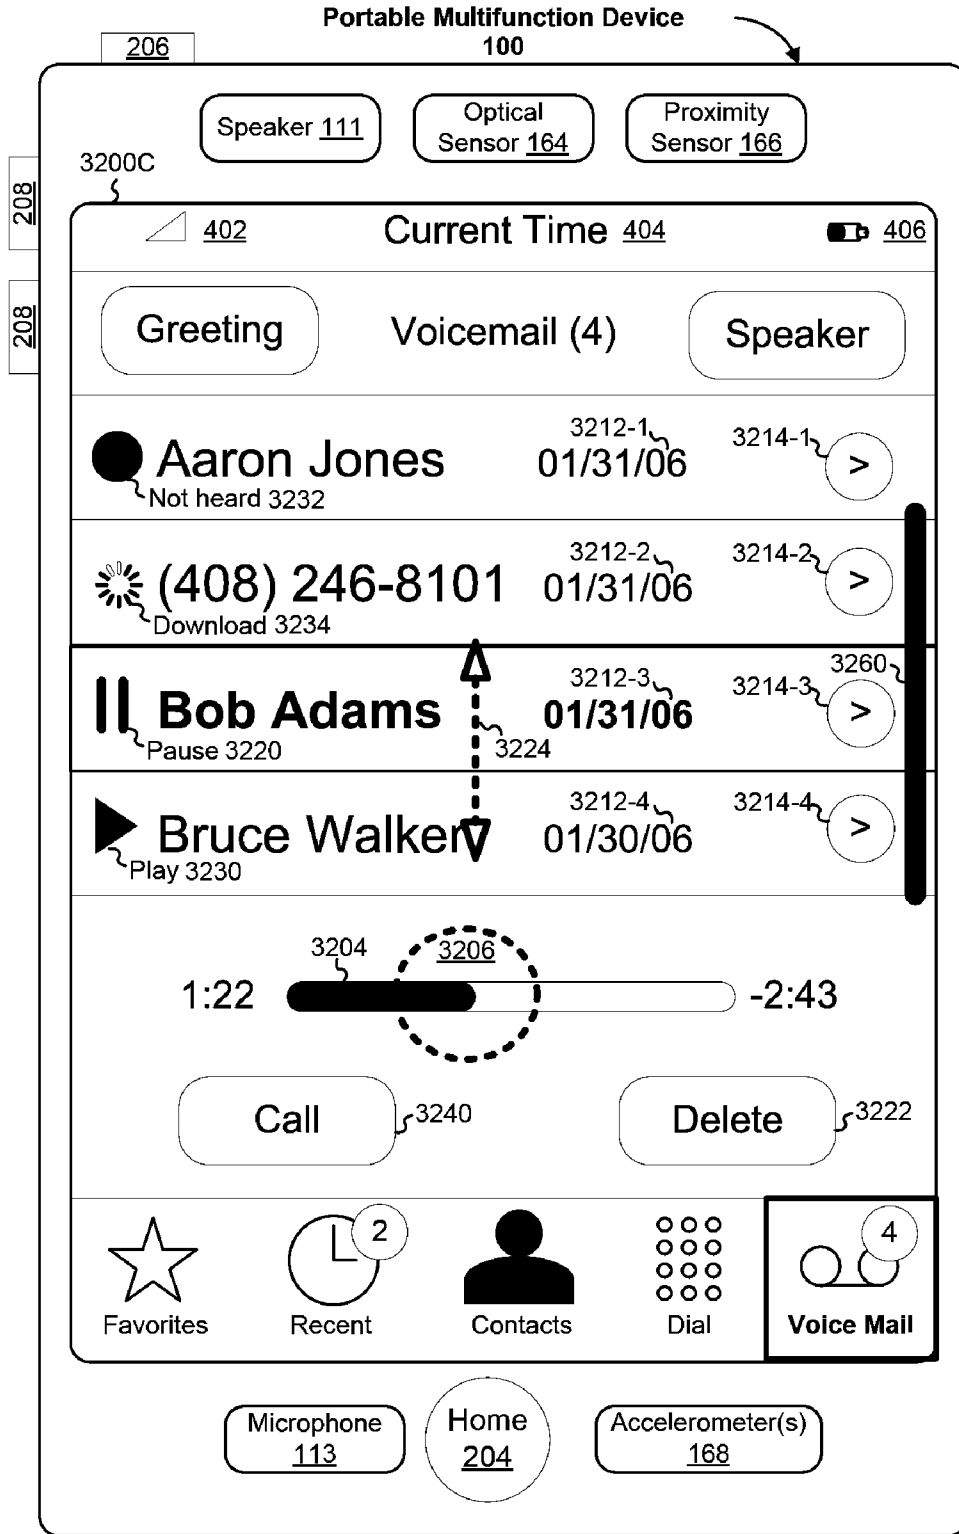 Portable Multifunction Device
100
206
Speaker 111
Optical
Sensor 164
Proximity
Sensor 166
3200C
208
208
402
Current Time 404
406
Greeting
Voicemail (4)
Speaker
3212-1
3214-1
Aaron Jones
01/31/06
>
Not heard 3232
3212-2
3214-2
(408) 246-8101
01/31/06
>
Download 3234
3260
3212-3
3214-3
Bob Adams
01/31/06
>
Pause 3220
3224
3212-4
3214-4
Bruce Walker
01/30/06
>
Play 3230
3204
3206
1:22
-2:43
Call
3240
Delete
3222
2
4
Favorites
Recent
Contacts
Dial
Voice Mail
Microphone
113
Home
204
Accelerometer(s)
168